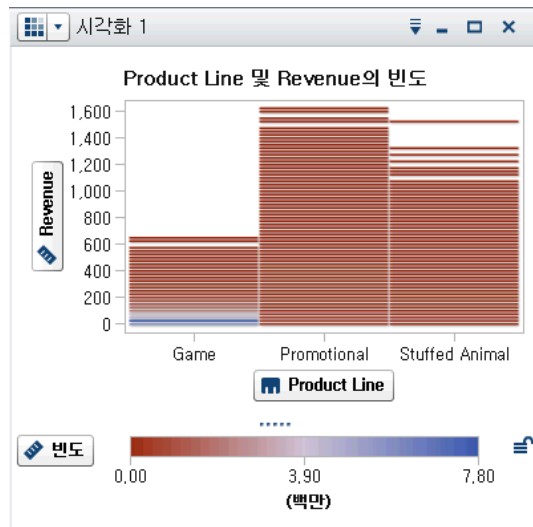 시각화 1
Product Line 및 Revenue의 빈도
1,600
1,400
1,200
1,000
800
600
400
200
0
Revenue
Game Promotional Stuffed Animal
Product Line
빈도
0,00 3,90 7,80
(백만)